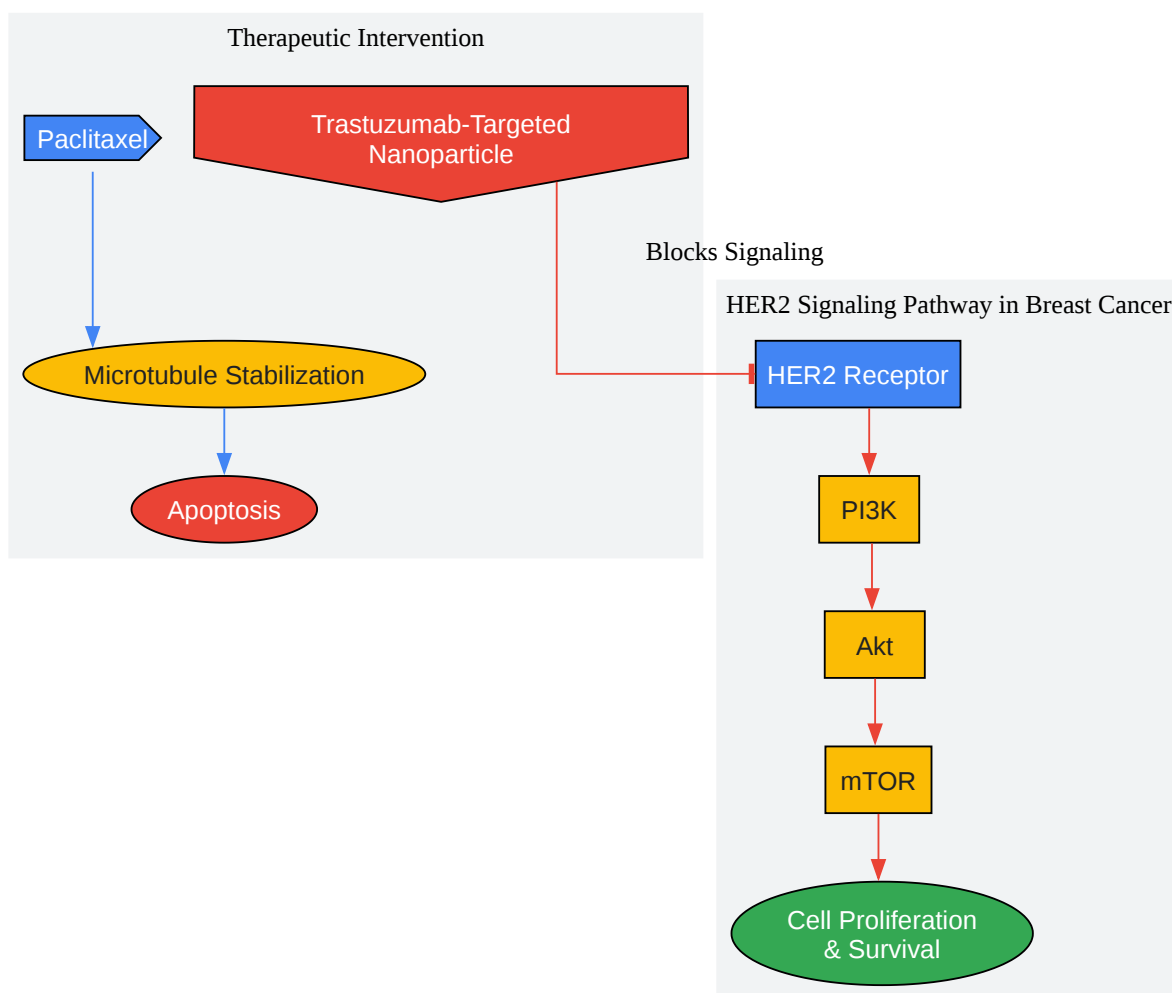 Therapeutic Intervention
Paclitaxel
Trastuzumab-Targeted
Nanoparticle
Blocks Signaling
HER2 Signaling Pathway in Breast Cancer
Microtubule Stabilization
HER2 Receptor
Apoptosis
PI3K
Akt
mTOR
Cell Proliferation
& Survival